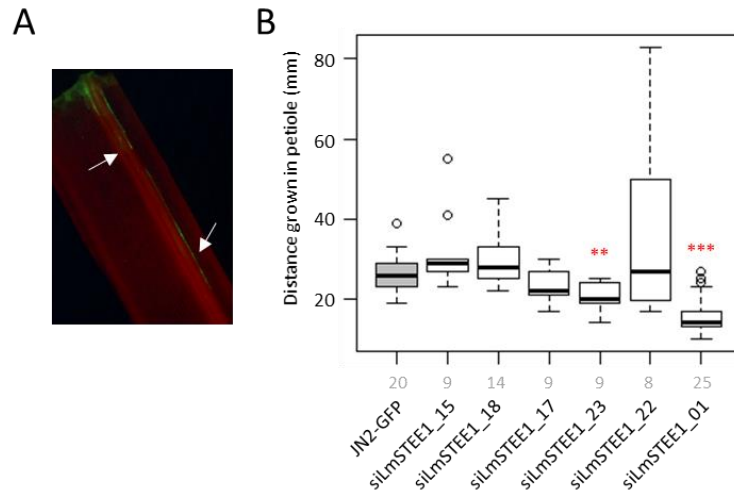 A
B
Distance grown in petiole (mm)
80
60
40
20
**
***
20 9 14 9 9 8 25
JN2-GFP
siLmSTEE1_15
siLmSTEE1_18
siLmSTEE1_17
siLmSTEE1_23
siLmSTEE1_22
siLmSTEE1_01